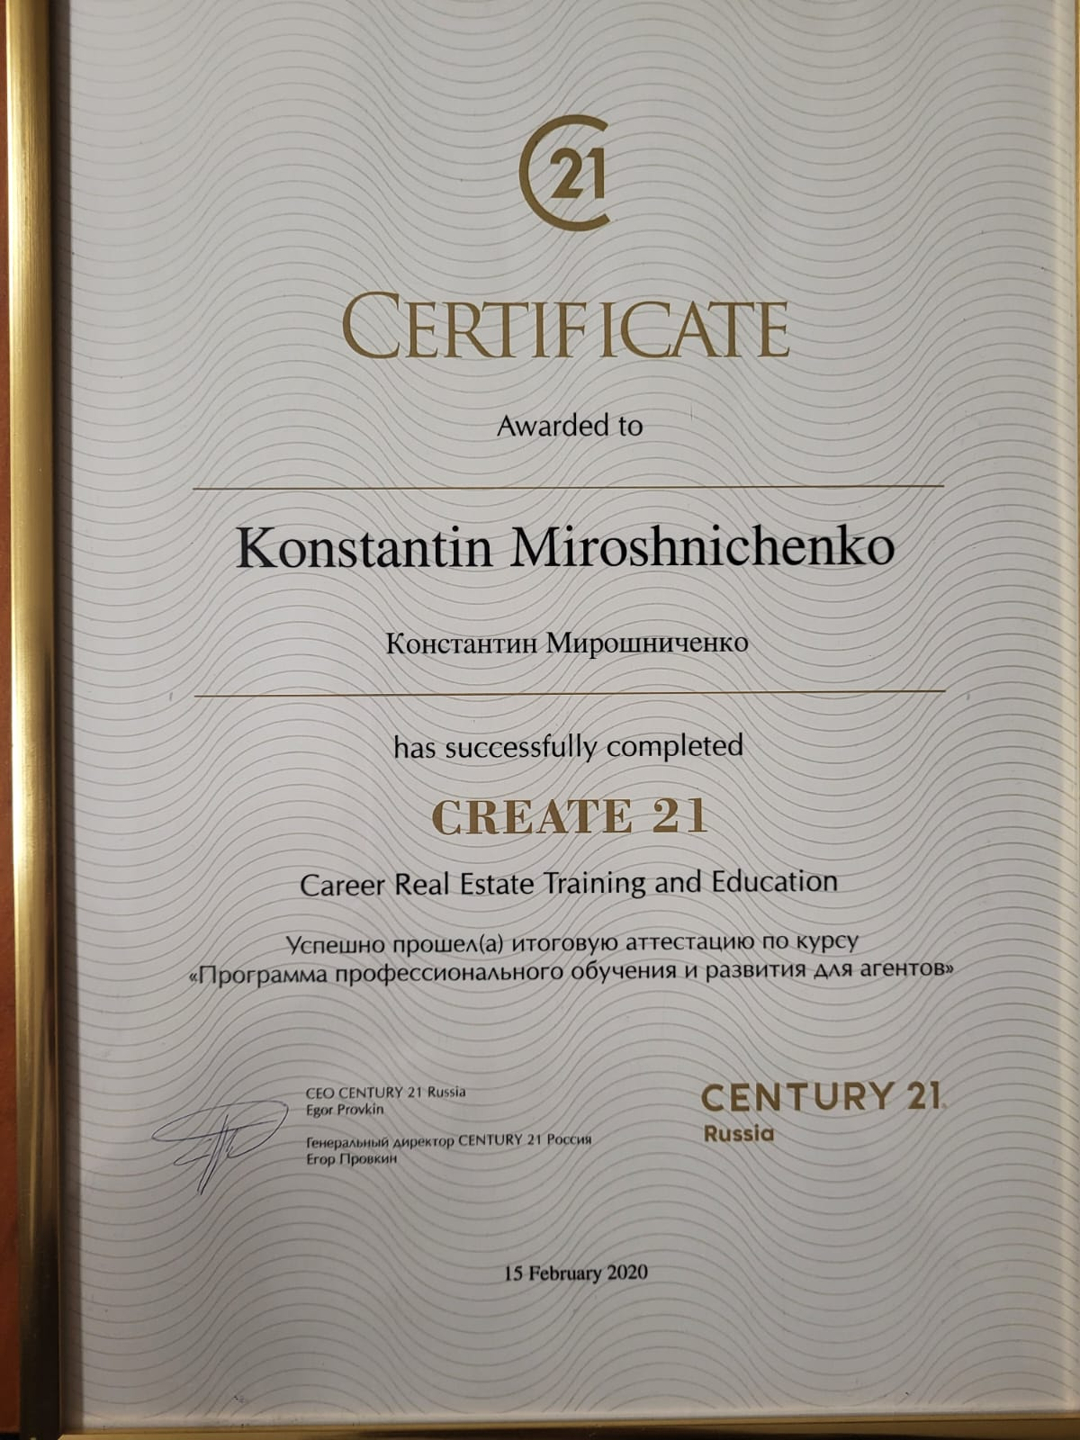 C21
CERTIFICATE
Awarded to
Konstantin Miroshnichenko
Константин Мирошниченко
has successfully completed
CREATE 21
Career Real Estate Training and Education
Успешно прошел(а) итоговую аттестацию по курсу
«Программа профессионального обучения и развития для агентов»
CEO CENTURY 21 Russia
Egor Provkin
Генеральный директор CENTURY 21 Россия
Егор Провкин
CENTURY 21.
Russia
15 February 2020